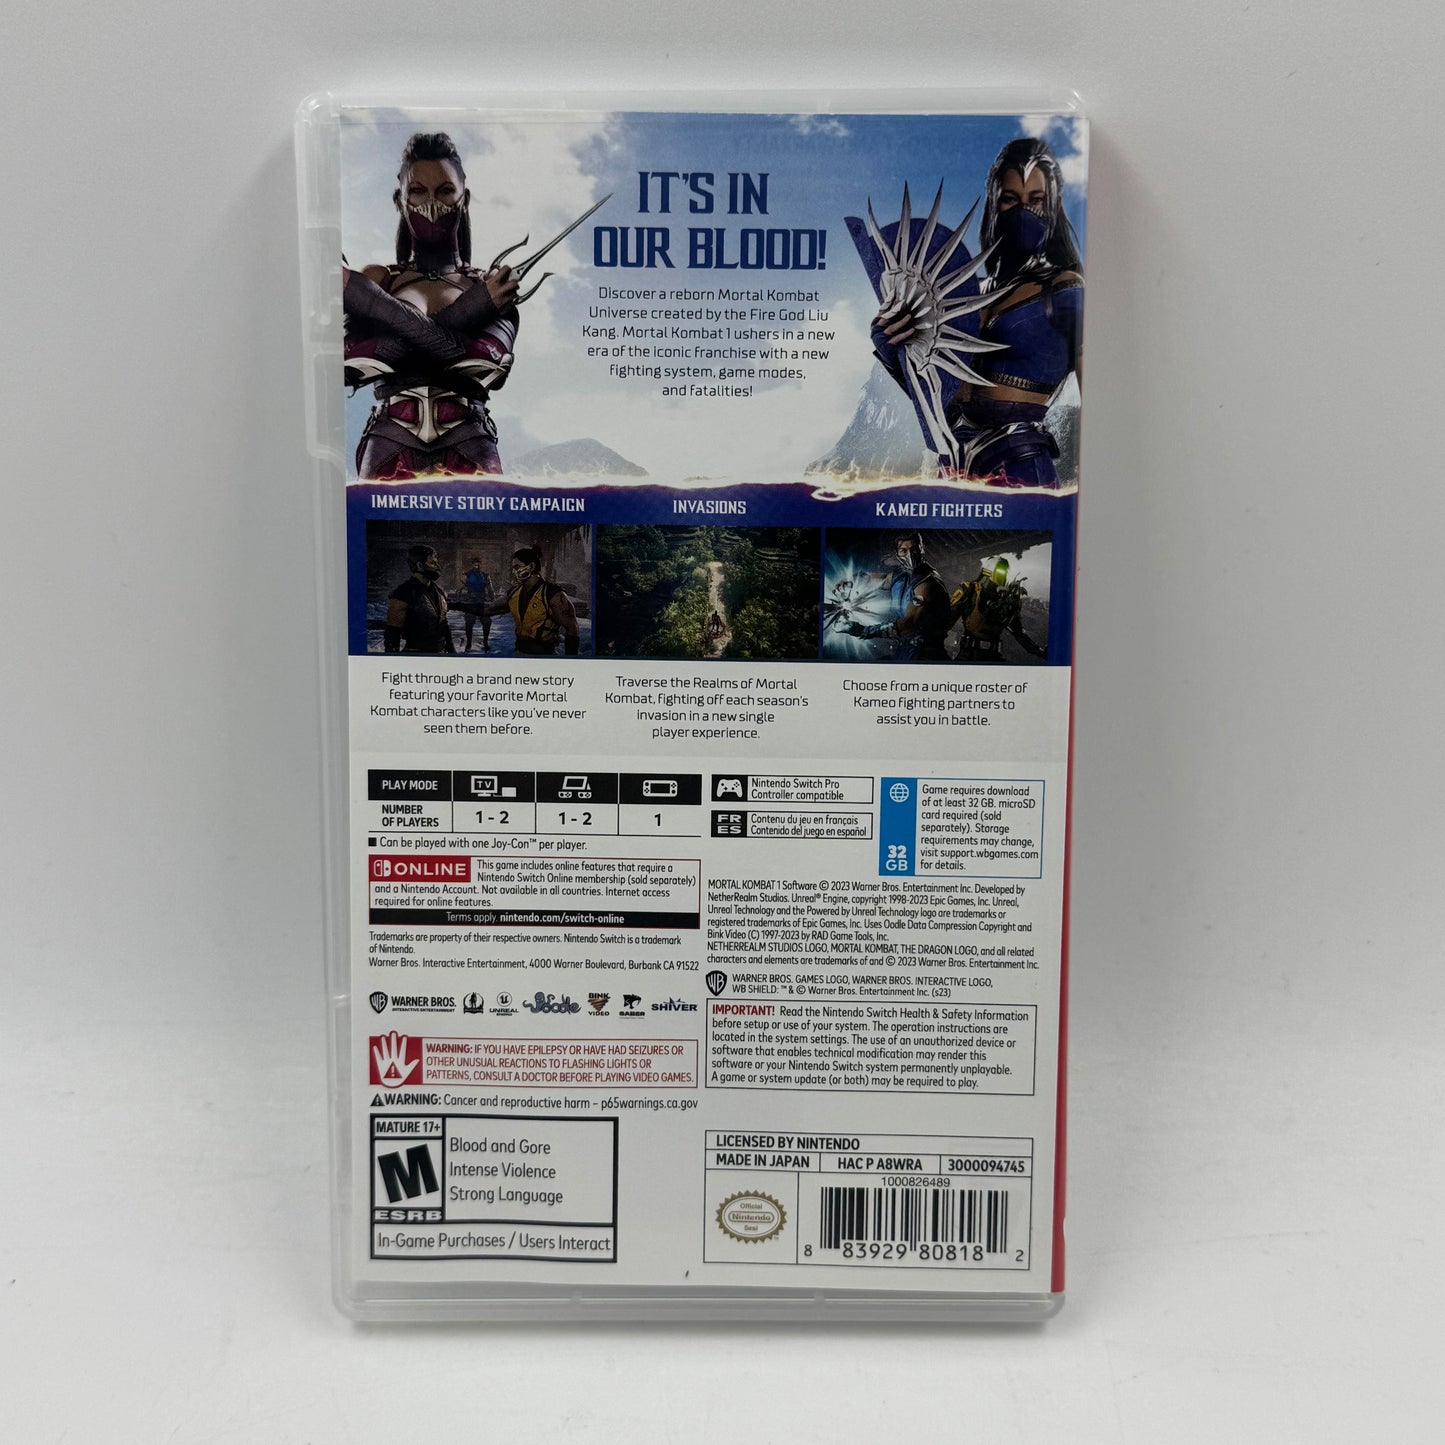 IT'S IN
OUR BLOOD!
Discover a reborn Mortal Kombat
Universe created by the Fire God Liu
Kang. Mortal Kombat 1 ushers in a new
era of the iconic franchise with a new
fighting system, game modes,
and fatalities!
IMMERSIVE STORY CAMPAIGN
INVASIONS
KAMEO FIGHTERS
Fight through a brand new story
featuring your favorite Mortal
Kombat characters like you've never
seen them before.
Traverse the Realms of Mortal
Kombat, fighting off each season's
invasion in a new single
player experience.
Choose from a unique roster of
Kameo fighting partners to
assist you in battle.
PLAY MODE
TV
NUMBER
OF PLAYERS
1 - 2
1 - 2
1
■ Can be played with one Joy-Con™ per player.
Nintendo Switch Pro
Controller compatible
FR
ES
Contenu du jeu en français
Contenido del juego en español
32
GB
Game requires download
of at least 32 GB. microSD
card required (sold
separately). Storage
requirements may change,
visit support.wbgames.com
for details.
ONLINE
This game includes online features that require a
Nintendo Switch Online membership (sold separately)
and a Nintendo Account. Not available in all countries. Internet access
required for online features.
Terms apply. nintendo.com/switch-online
Trademarks are property of their respective owners. Nintendo Switch is a trademark
of Nintendo.
Warner Bros. Interactive Entertainment, 4000 Warner Boulevard, Burbank CA 91522
MORTAL KOMBAT 1 Software © 2023 Warner Bros. Entertainment Inc. Developed by
NetherRealm Studios. Unreal® Engine, copyright 1998-2023 Epic Games, Inc. Unreal,
Unreal Technology and the Powered by Unreal Technology logo are trademarks or
registered trademarks of Epic Games, Inc. Uses Oodle Data Compression Copyright and
Bink Video (C) 1997-2023 by RAD Game Tools, Inc.
NETHERREALM STUDIOS LOGO, MORTAL KOMBAT, THE DRAGON LOGO, and all related
characters and elements are trademarks of and © 2023 Warner Bros. Entertainment Inc.
WB
WARNER BROS. GAMES LOGO, WARNER BROS. INTERACTIVE LOGO,
WB SHIELD: ™ & © Warner Bros. Entertainment Inc. (s23)
WB WARNER BROS.
INTERACTIVE ENTERTAINMENT
UNREAL
ENGINE
oodle
BINK
VIDEO
SABER
SHIVER
WARNING: IF YOU HAVE EPILEPSY OR HAVE HAD SEIZURES OR
OTHER UNUSUAL REACTIONS TO FLASHING LIGHTS OR
PATTERNS, CONSULT A DOCTOR BEFORE PLAYING VIDEO GAMES.
WARNING: Cancer and reproductive harm – p65warnings.ca.gov
IMPORTANT! Read the Nintendo Switch Health & Safety Information
before setup or use of your system. The operation instructions are
located in the system settings. The use of an unauthorized device or
software that enables technical modification may render this
software or your Nintendo Switch system permanently unplayable.
A game or system update (or both) may be required to play.
MATURE 17+
M
ESRB
Blood and Gore
Intense Violence
Strong Language
In-Game Purchases / Users Interact
LICENSED BY NINTENDO
MADE IN JAPAN
HAC P A8WRA
3000094745
1000826489
Official
Nintendo
Seal
8 83929 80818 2